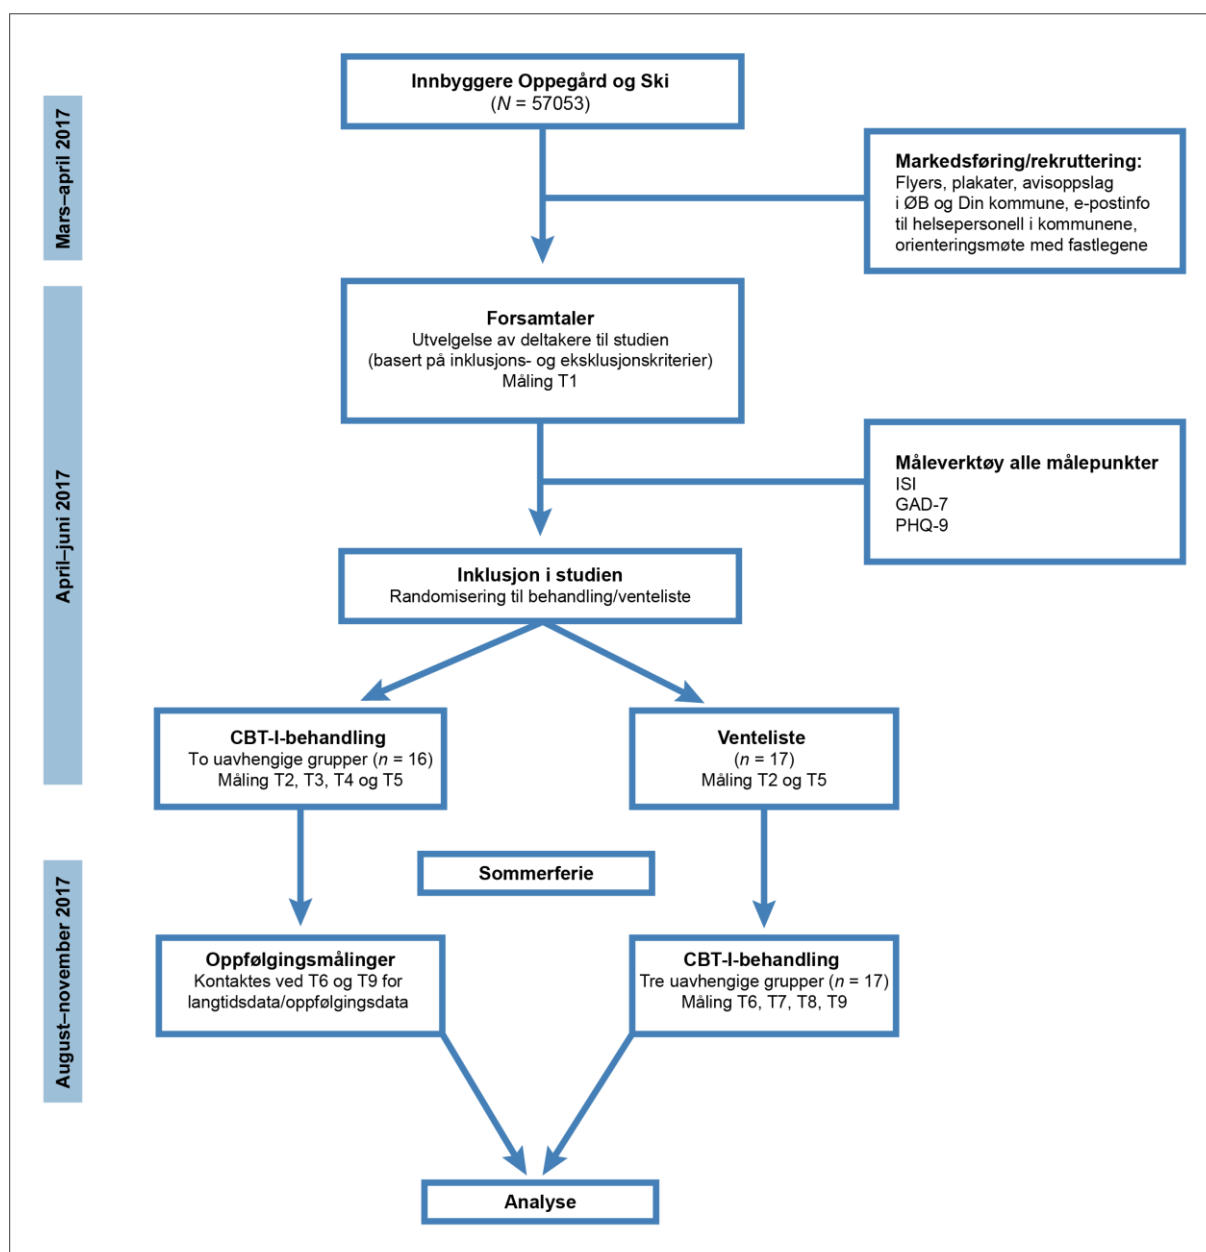 Innbyggere Oppegård og Ski
(N = 57053)
Mars–april 2017
Markedsføring/rekruttering:
Flyers, plakater, avisoppslag
i ØB og Din kommune, e-postinfo
til helsepersonell i kommunene,
orienteringsmøte med fastlegene
Forsamtaler
Utvelgelse av deltakere til studien
(basert på inklusjons- og eksklusjonskriterier)
Måling T1
April–juni 2017
Måleverktøy alle målepunkter
ISI
GAD-7
PHQ-9
Inklusjon i studien
Randomisering til behandling/venteliste
CBT-I-behandling
To uavhengige grupper (n = 16)
Måling T2, T3, T4 og T5
Venteliste
(n = 17)
Måling T2 og T5
Sommerferie
August–november 2017
Oppfølgingsmålinger
Kontaktes ved T6 og T9 for
langtidsdata/oppfølgingsdata
CBT-I-behandling
Tre uavhengige grupper (n = 17)
Måling T6, T7, T8, T9
Analyse